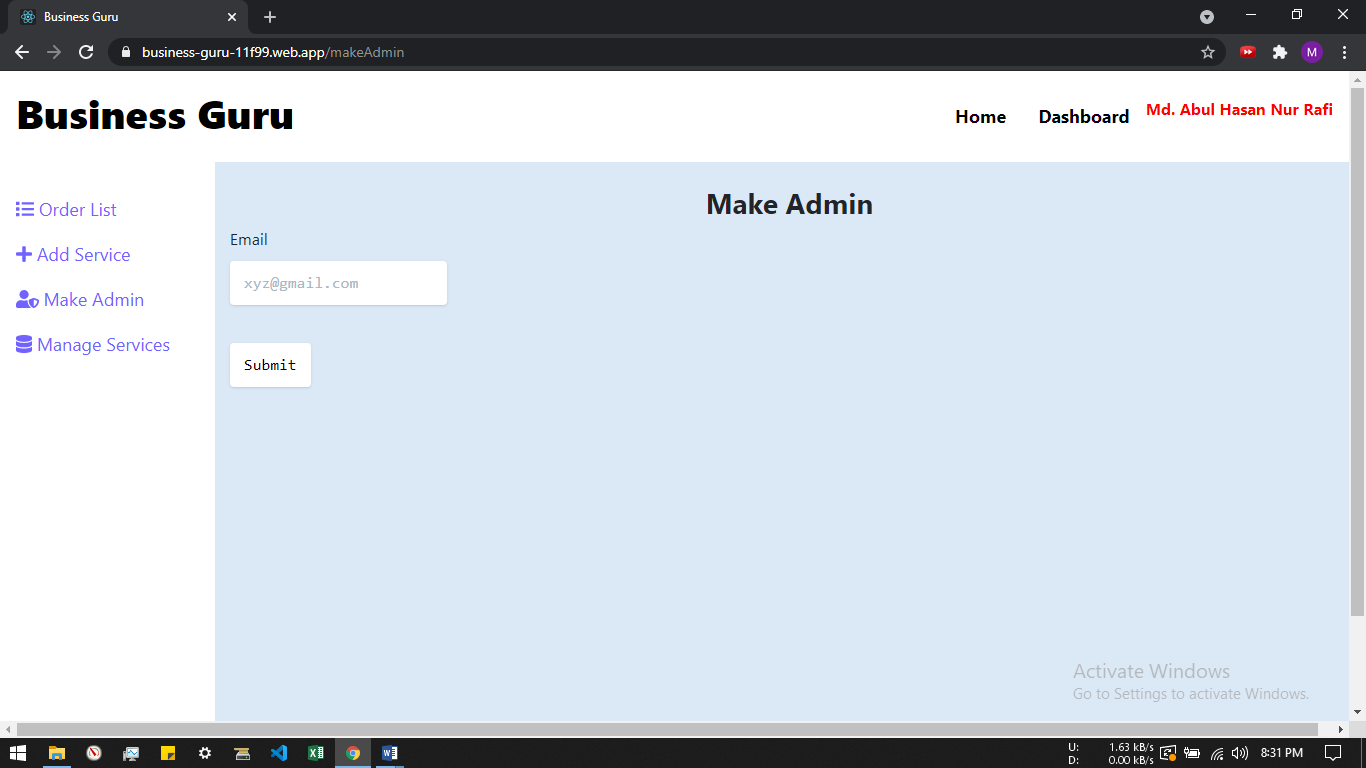 Business Guru
business-guru-11f99.web.app/makeAdmin
M
Business Guru
Home Dashboard Md. Abul Hasan Nur Rafi
Order List
Add Service
Make Admin
Manage Services
Make Admin
Email
xyz@gmail.com
Submit
Activate Windows
Go to Settings to activate Windows.
U: 1.63 kB/s
D: 0.00 kB/s
8:31 PM